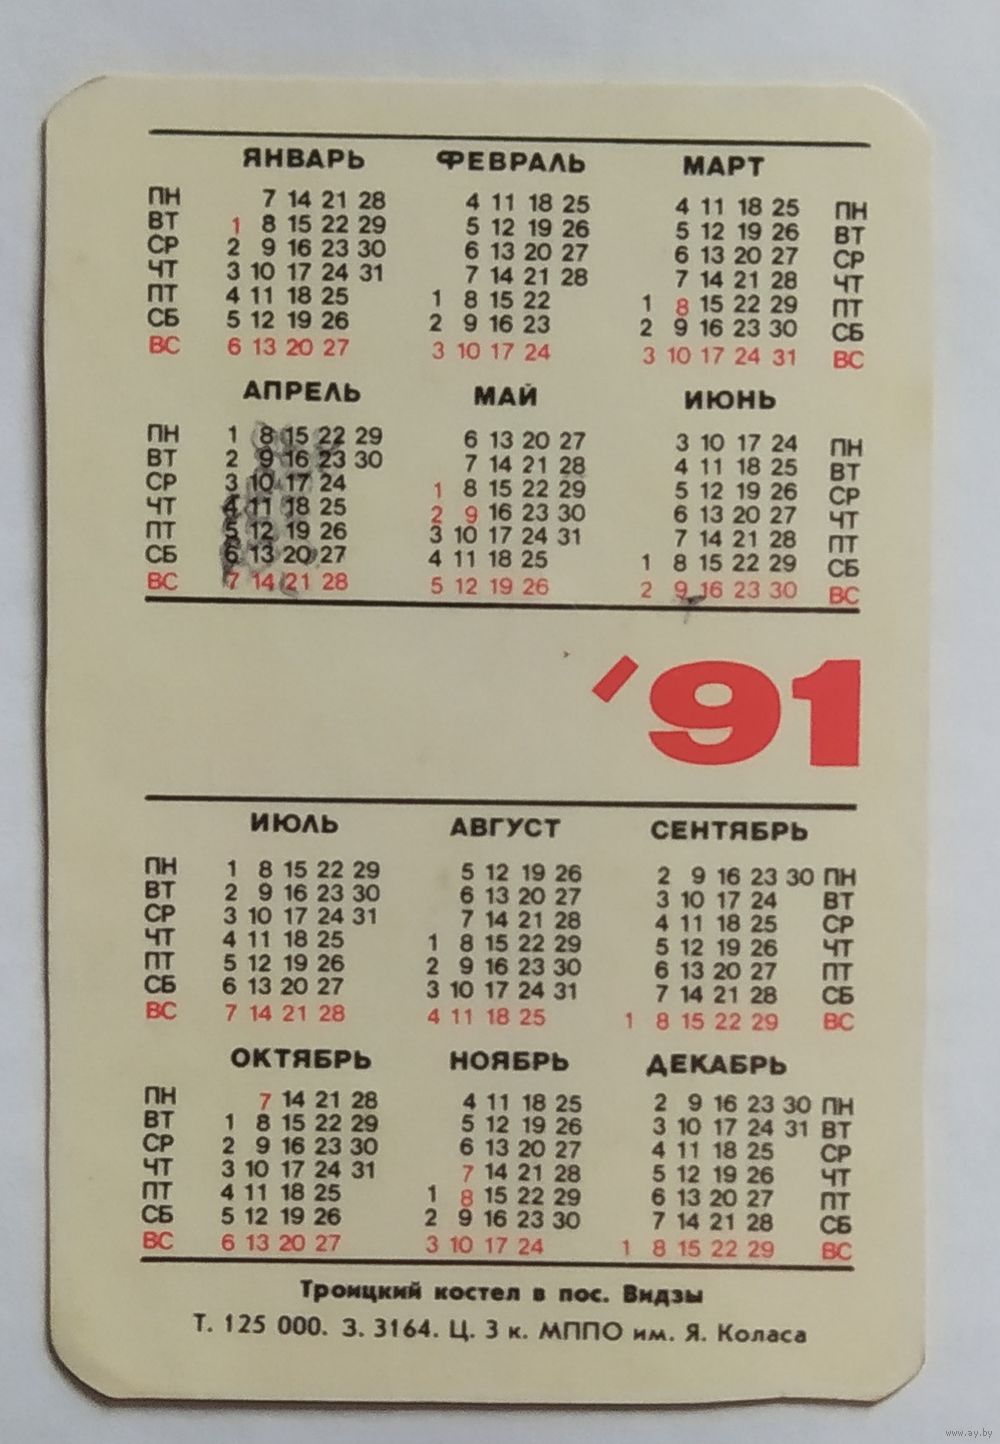 ЯНВАРЬ ФЕВРАЛЬ МАРТ
ПН 7 14 21 28 4 11 18 25 4 11 18 25 ПН
ВТ 1 8 15 22 29 5 12 19 26 5 12 19 26 ВТ
СР 2 9 16 23 30 6 13 20 27 6 13 20 27 СР
ЧТ 3 10 17 24 31 7 14 21 28 7 14 21 28 ЧТ
ПТ 4 11 18 25 1 8 15 22 1 8 15 22 29 ПТ
СБ 5 12 19 26 2 9 16 23 2 9 16 23 30 СБ
ВС 6 13 20 27 3 10 17 24 3 10 17 24 31 ВС
АПРЕЛЬ МАЙ ИЮНЬ
ПН 1 8 15 22 29 6 13 20 27 3 10 17 24 ПН
ВТ 2 9 16 23 30 7 14 21 28 4 11 18 25 ВТ
СР 3 10 17 24 1 8 15 22 29 5 12 19 26 СР
ЧТ 4 11 18 25 2 9 16 23 30 6 13 20 27 ЧТ
ПТ 5 12 19 26 3 10 17 24 31 7 14 21 28 ПТ
СБ 6 13 20 27 4 11 18 25 1 8 15 22 29 СБ
ВС 7 14 21 28 5 12 19 26 2 9 16 23 30 ВС
'91
ИЮЛЬ АВГУСТ СЕНТЯБРЬ
ПН 1 8 15 22 29 5 12 19 26 2 9 16 23 30 ПН
ВТ 2 9 16 23 30 6 13 20 27 3 10 17 24 ВТ
СР 3 10 17 24 31 7 14 21 28 4 11 18 25 СР
ЧТ 4 11 18 25 1 8 15 22 29 5 12 19 26 ЧТ
ПТ 5 12 19 26 2 9 16 23 30 6 13 20 27 ПТ
СБ 6 13 20 27 3 10 17 24 31 7 14 21 28 СБ
ВС 7 14 21 28 4 11 18 25 1 8 15 22 29 ВС
ОКТЯБРЬ НОЯБРЬ ДЕКАБРЬ
ПН 7 14 21 28 4 11 18 25 2 9 16 23 30 ПН
ВТ 1 8 15 22 29 5 12 19 26 3 10 17 24 31 ВТ
СР 2 9 16 23 30 6 13 20 27 4 11 18 25 СР
ЧТ 3 10 17 24 31 7 14 21 28 5 12 19 26 ЧТ
ПТ 4 11 18 25 1 8 15 22 29 6 13 20 27 ПТ
СБ 5 12 19 26 2 9 16 23 30 7 14 21 28 СБ
ВС 6 13 20 27 3 10 17 24 1 8 15 22 29 ВС
Троицкий костел в пос. Видзы
Т. 125 000. З. 3164. Ц. 3 к. МППО им. Я. Коласа
www.ay.by